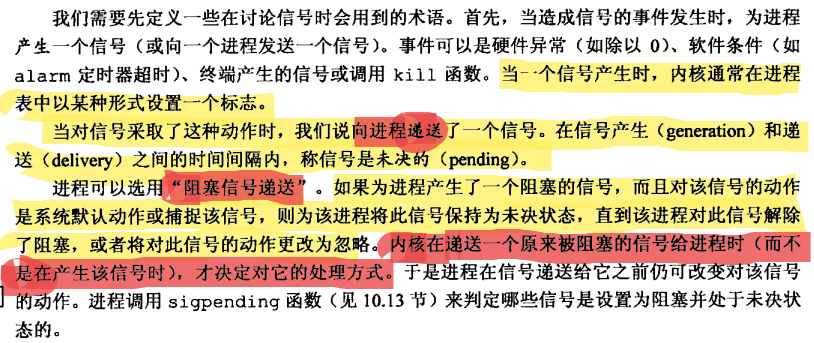 我们需要先定义一些在讨论信号时会用到的术语。首先，当造成信号的事件发生时，为进程
产生一个信号（或向一个进程发送一个信号）。事件可以是硬件异常（如除以 0）、软件条件（如
alarm 定时器超时）、终端产生的信号或调用 kill 函数。当一个信号产生时，内核通常在进程
表中以某种形式设置一个标志。
当对信号采取了这种动作时，我们说向进程递送了一个信号。在信号产生（generation）和递
送（delivery）之间的时间间隔内，称信号是未决的（pending）。
进程可以选用“阻塞信号递送”。如果为进程产生了一个阻塞的信号，而且对该信号的动作
是系统默认动作或捕捉该信号，则为该进程将此信号保持为未决状态，直到该进程对此信号解除
了阻塞，或者将对此信号的动作更改为忽略。内核在递送一个原来被阻塞的信号给进程时（而不
是在产生该信号时），才决定对它的处理方式。于是进程在信号递送给它之前仍可改变对该信号
的动作。进程调用 sigpending 函数（见 10.13 节）来判定哪些信号是设置为阻塞并处于未决状
态的。